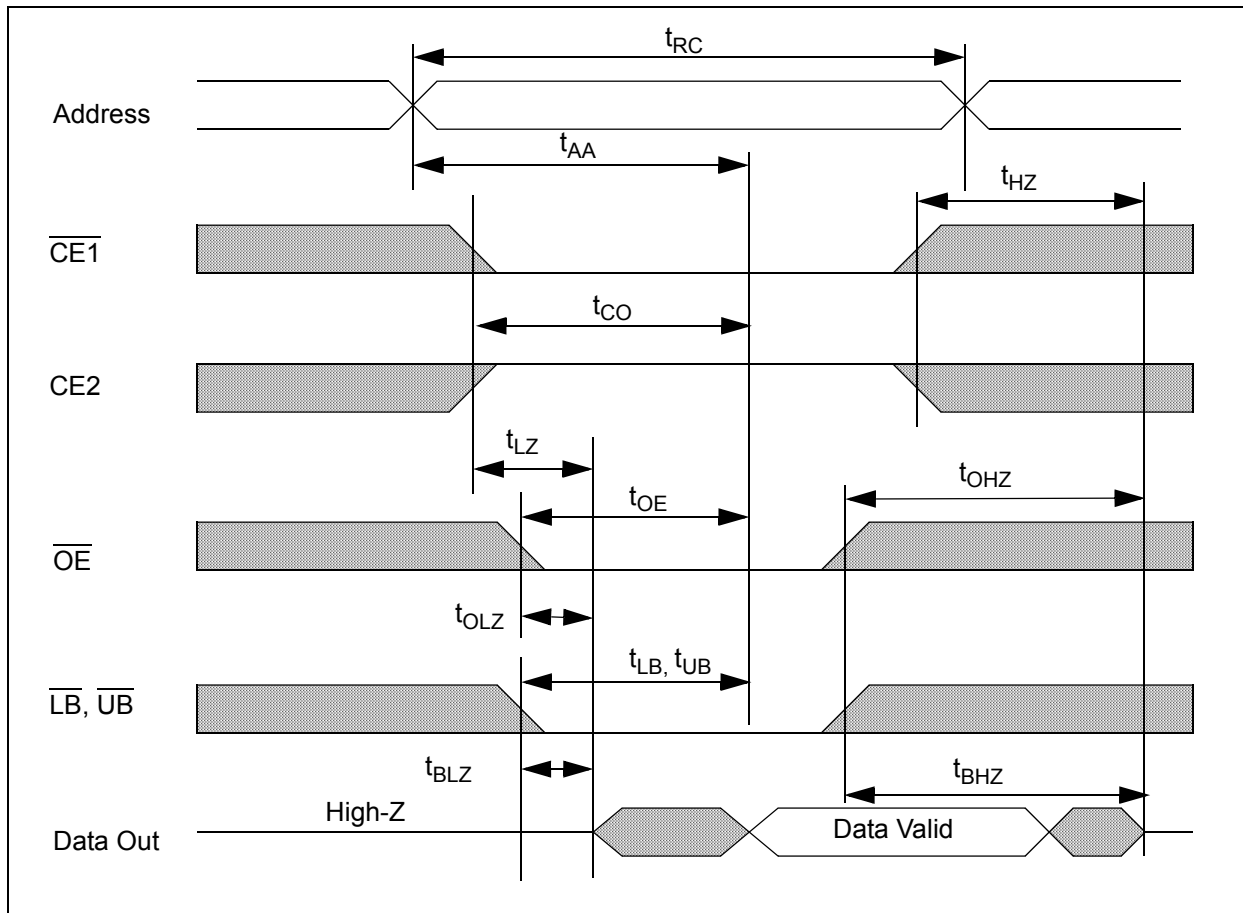 tRC
Address
tAA
tHZ
CE1
tCO
CE2
tLZ
tOHZ
tOE
OE
tOLZ
tLB, tUB
LB, UB
tBLZ
tBHZ
High-Z
Data Valid
Data Out